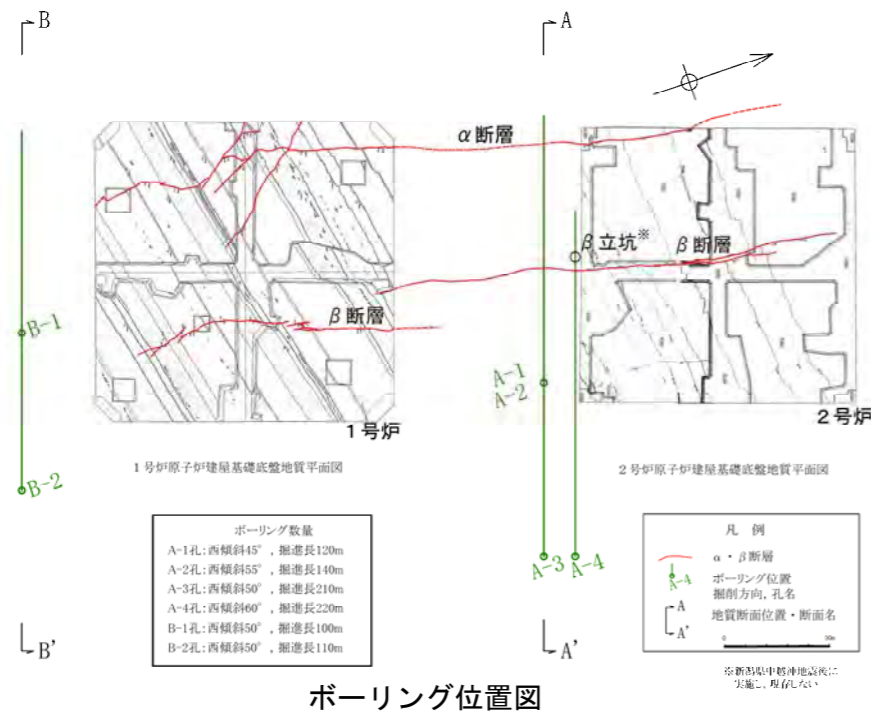 B
A
α断層
β立坑※
β断層
β断層
B-1
A-1
A-2
1号炉
2号炉
1号炉原子炉建屋基礎底盤地質平面図
2号炉原子炉建屋基礎底盤地質平面図
B-2
ボーリング数量
A-1孔:西傾斜45°,掘進長120m
A-2孔:西傾斜55°,掘進長140m
A-3孔:西傾斜50°,掘進長210m
A-4孔:西傾斜60°,掘進長220m
B-1孔:西傾斜50°,掘進長100m
B-2孔:西傾斜50°,掘進長110m
A-3
A-4
凡 例
α・β断層
A-4
ボーリング位置
掘削方向,孔名
A
A'
地質断面位置・断面名
0
B'
A'
※新潟県中越沖地震後に
実施し、現存しない
ボーリング位置図